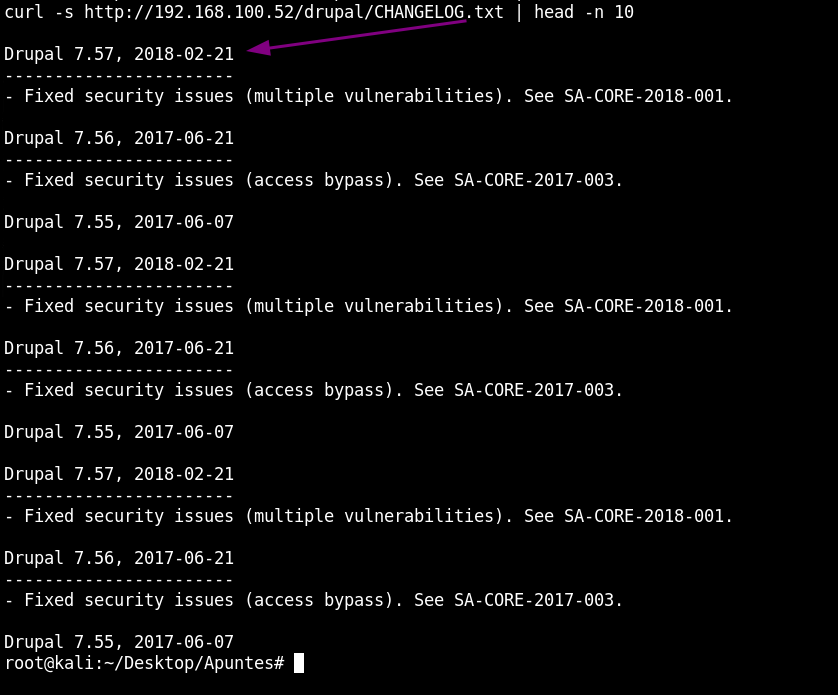 curl -s http://192.168.100.52/drupal/CHANGELOG.txt | head -n 10
Drupal 7.57, 2018-02-21
-----------------------
- Fixed security issues (multiple vulnerabilities). See SA-CORE-2018-001.
Drupal 7.56, 2017-06-21
-----------------------
- Fixed security issues (access bypass). See SA-CORE-2017-003.
Drupal 7.55, 2017-06-07
Drupal 7.57, 2018-02-21
-----------------------
- Fixed security issues (multiple vulnerabilities). See SA-CORE-2018-001.
Drupal 7.56, 2017-06-21
-----------------------
- Fixed security issues (access bypass). See SA-CORE-2017-003.
Drupal 7.55, 2017-06-07
Drupal 7.57, 2018-02-21
-----------------------
- Fixed security issues (multiple vulnerabilities). See SA-CORE-2018-001.
Drupal 7.56, 2017-06-21
-----------------------
- Fixed security issues (access bypass). See SA-CORE-2017-003.
Drupal 7.55, 2017-06-07
root@kali:~/Desktop/Apuntes#